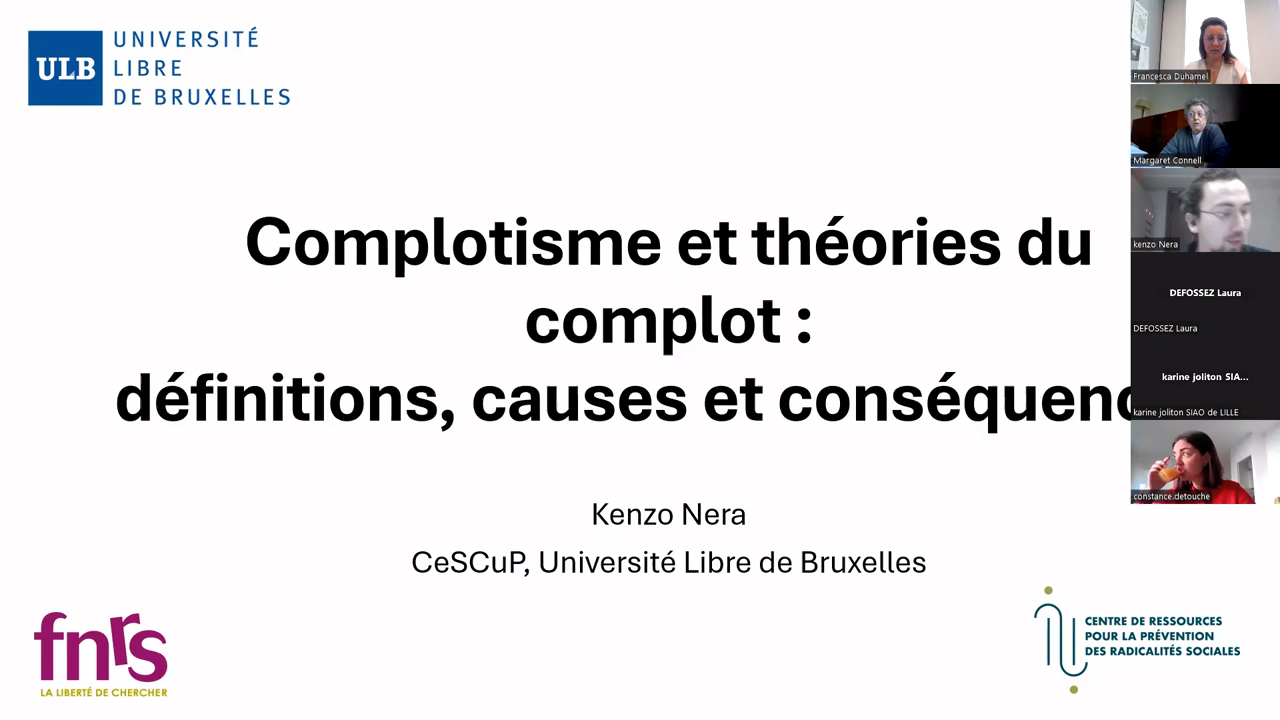 ULB
UNIVERSITÉ
LIBRE
DE BRUXELLES
Complotisme et théories du
complot :
définitions, causes et conséquenc
Kenzo Nera
CeSCuP, Université Libre de Bruxelles
fnrs
LA LIBERTÉ DE CHERCHER
CENTRE DE RESSOURCES
POUR LA PRÉVENTION
DES RADICALITÉS SOCIALES
Francesca Duhamel
Margaret Connell
kenzo Nera
DEFOSSEZ Laura
DEFOSSEZ Laura
karine joliton SIA...
karine joliton SIAO de LILLE
constance.detouche